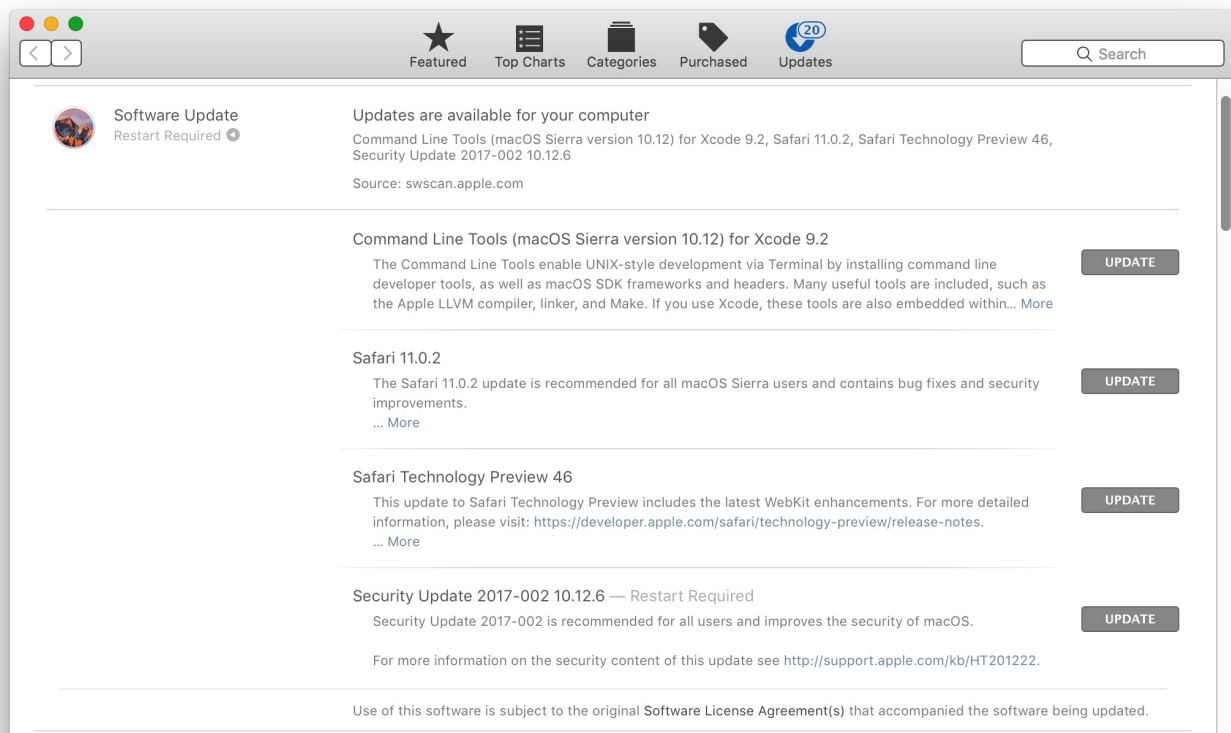 20
Featured Top Charts Categories Purchased Updates
Search
Software Update
Restart Required
Updates are available for your computer
Command Line Tools (macOS Sierra version 10.12) for Xcode 9.2, Safari 11.0.2, Safari Technology Preview 46,
Security Update 2017-002 10.12.6
Source: swscan.apple.com
Command Line Tools (macOS Sierra version 10.12) for Xcode 9.2
The Command Line Tools enable UNIX-style development via Terminal by installing command line
developer tools, as well as macOS SDK frameworks and headers. Many useful tools are included, such as
the Apple LLVM compiler, linker, and Make. If you use Xcode, these tools are also embedded within... More
UPDATE
Safari 11.0.2
The Safari 11.0.2 update is recommended for all macOS Sierra users and contains bug fixes and security
improvements.
... More
UPDATE
Safari Technology Preview 46
This update to Safari Technology Preview includes the latest WebKit enhancements. For more detailed
information, please visit: https://developer.apple.com/safari/technology-preview/release-notes.
... More
UPDATE
Security Update 2017-002 10.12.6 — Restart Required
Security Update 2017-002 is recommended for all users and improves the security of macOS.
For more information on the security content of this update see http://support.apple.com/kb/HT201222.
UPDATE
Use of this software is subject to the original Software License Agreement(s) that accompanied the software being updated.